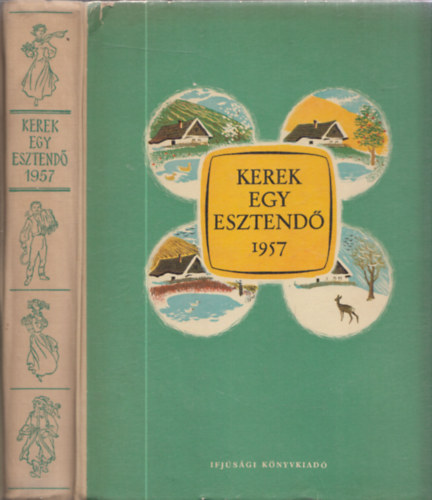 KEREK
EGY
ESZTENDŐ
1957
KEREK
EGY
ESZTENDŐ
1957
IFJÚSÁGI KÖNYVKIADÓ